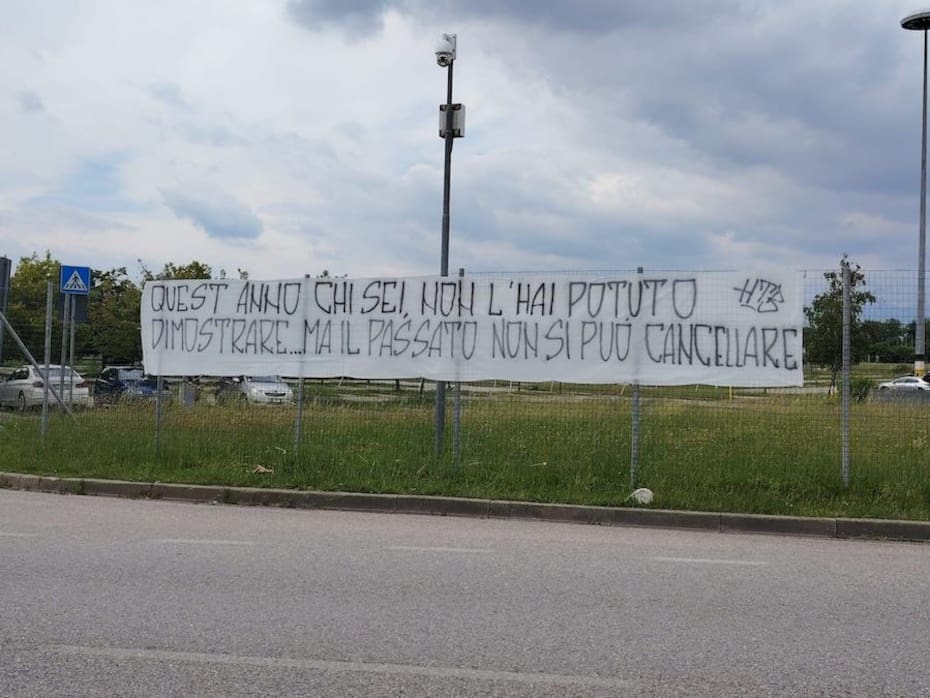 QUEST ANNO CHI SEI, NON L'HAI POTUTO
DIMOSTRARE...MA IL PASSATO NON SI PUÒ CANCELLARE